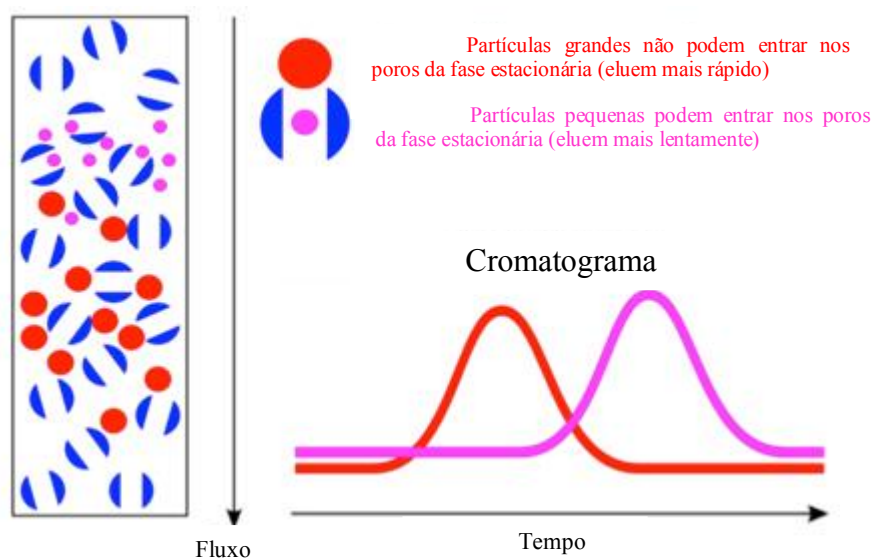 Partículas grandes não podem entrar nos
poros da fase estacionária (eluem mais rápido)
Partículas pequenas podem entrar nos poros
da fase estacionária (eluem mais lentamente)
Cromatograma
Fluxo
Tempo